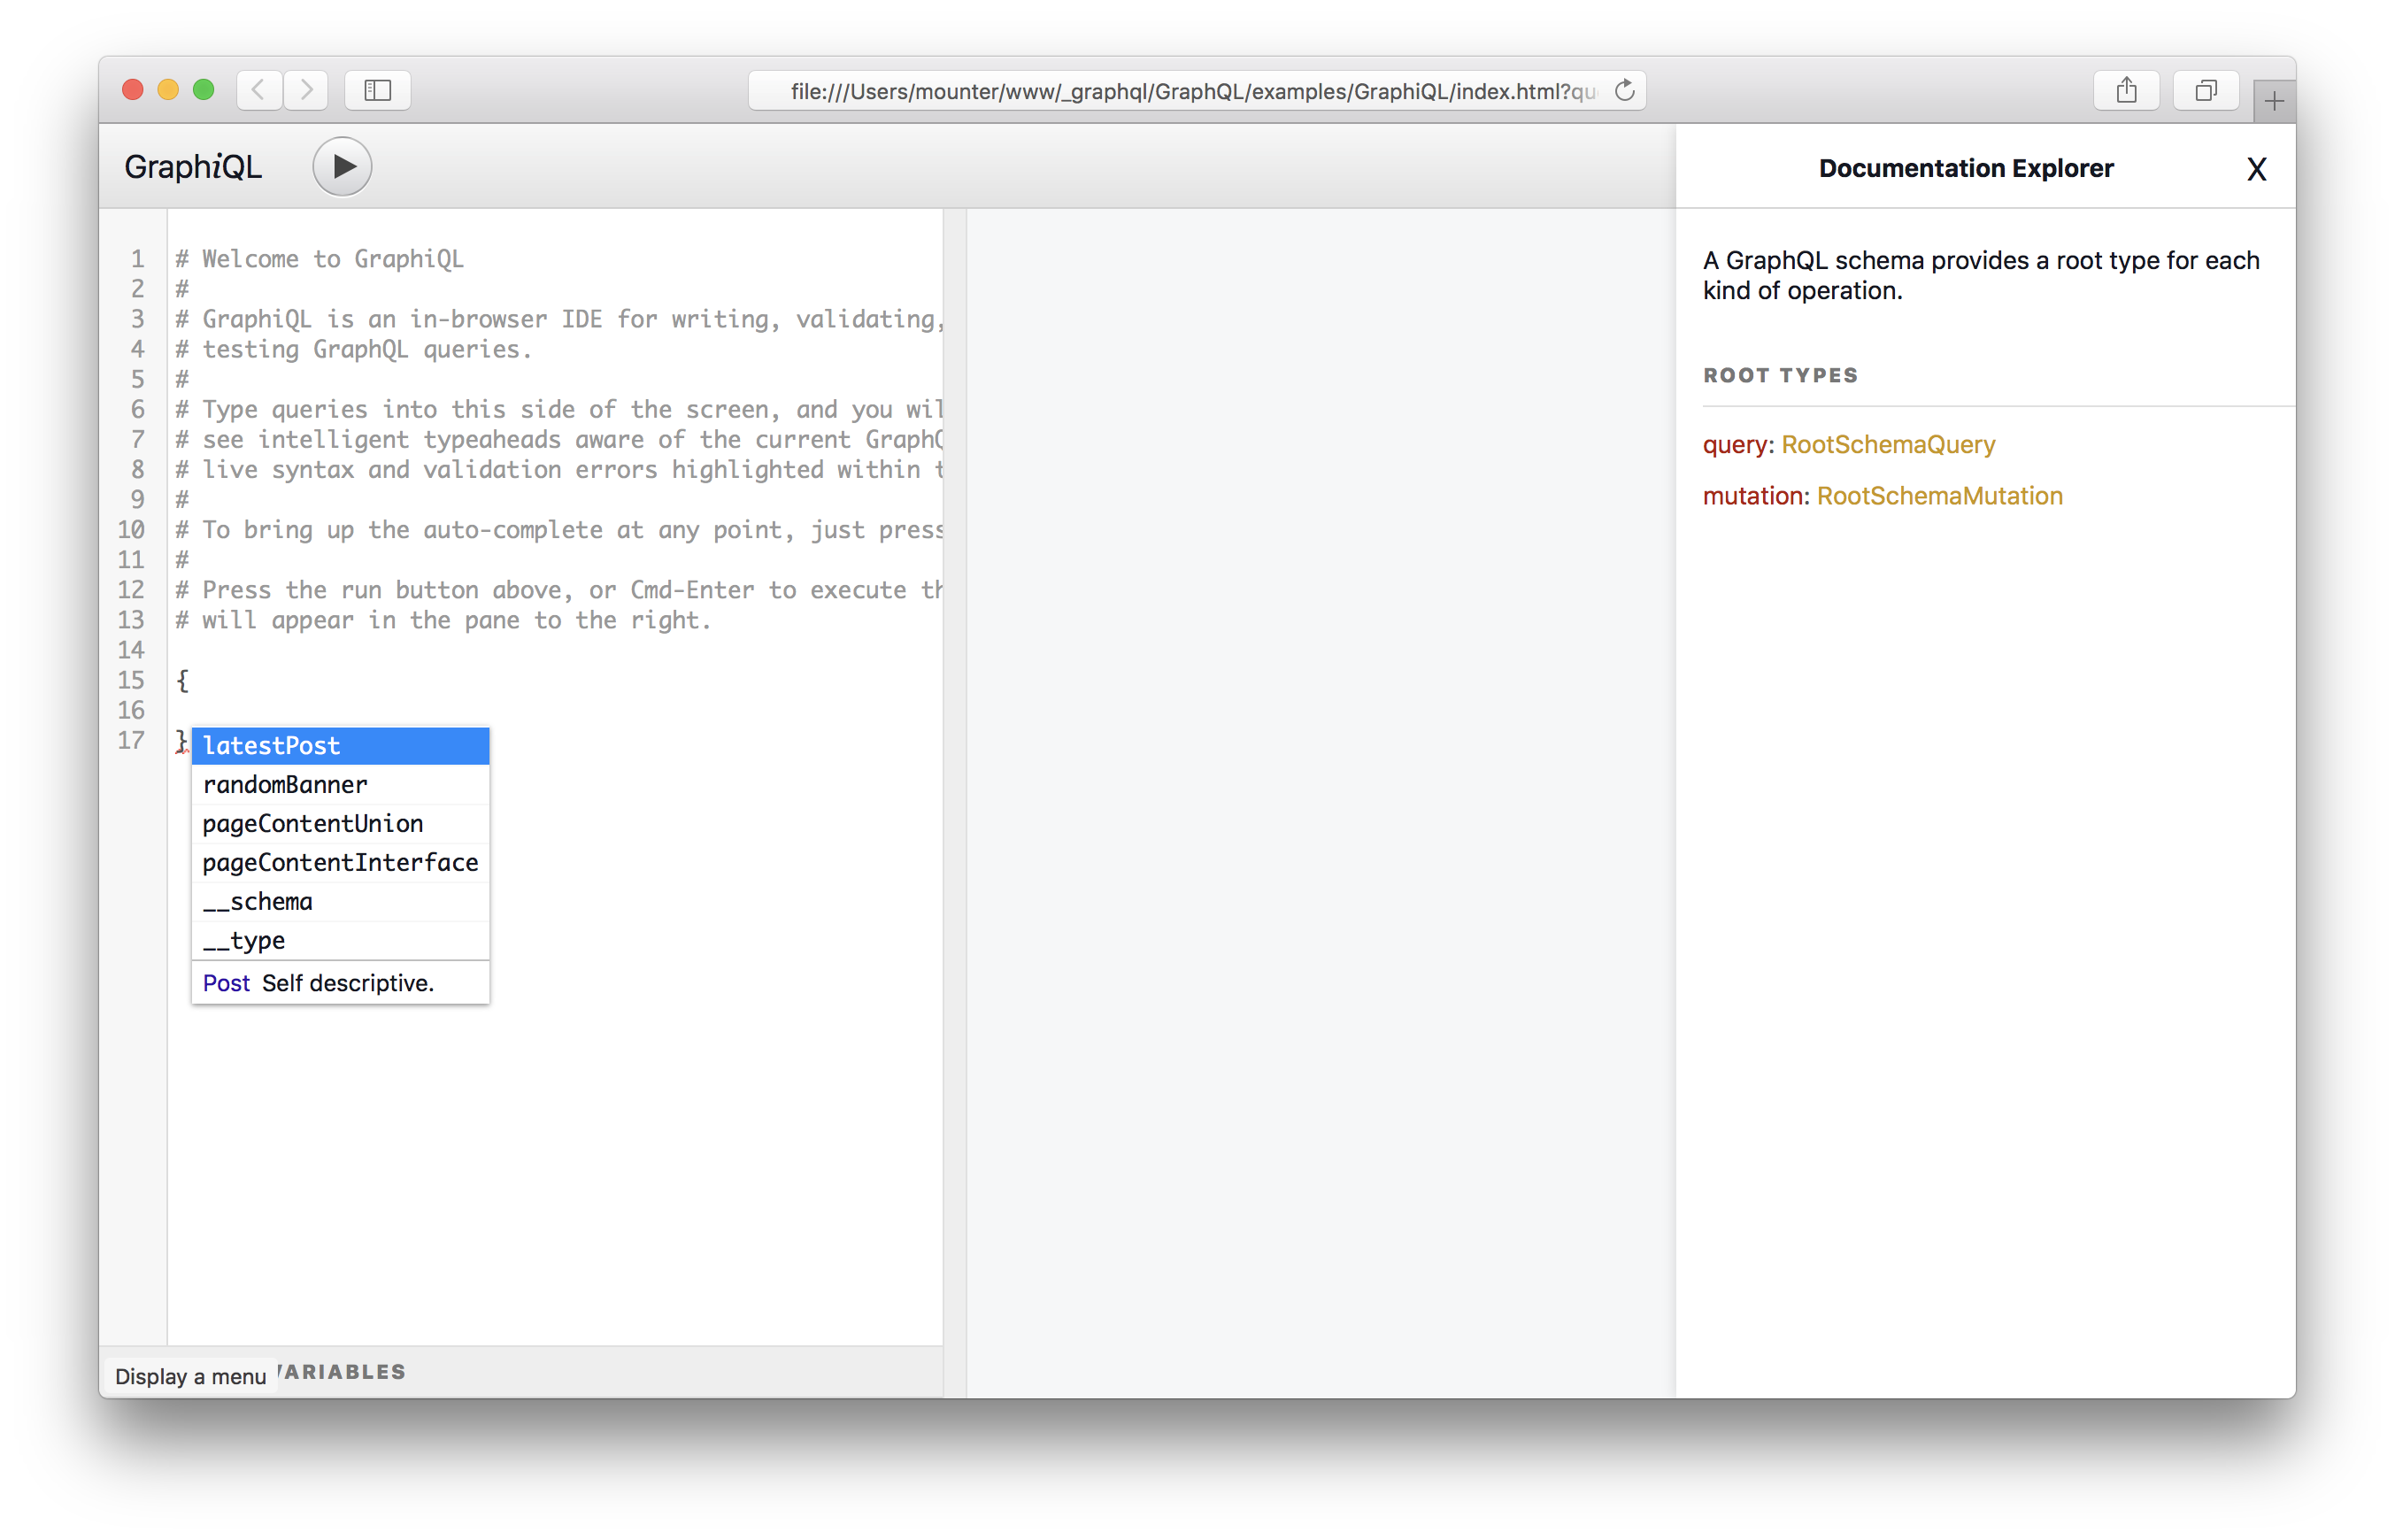 file:///Users/mounter/www/_graphql/GraphQL/examples/GraphiQL/index.html?qu
GraphiQL
Documentation Explorer X
1 # Welcome to GraphiQL
2 #
3 # GraphiQL is an in-browser IDE for writing, validating,
4 # testing GraphQL queries.
5 #
6 # Type queries into this side of the screen, and you wil
7 # see intelligent typeaheads aware of the current GraphQ
8 # live syntax and validation errors highlighted within t
9 #
10 # To bring up the auto-complete at any point, just press
11 #
12 # Press the run button above, or Cmd-Enter to execute th
13 # will appear in the pane to the right.
14
15 {
16
17 }
latestPost
randomBanner
pageContentUnion
pageContentInterface
__schema
__type
Post Self descriptive.
Display a menu
VARIABLES
A GraphQL schema provides a root type for each
kind of operation.
ROOT TYPES
query: RootSchemaQuery
mutation: RootSchemaMutation